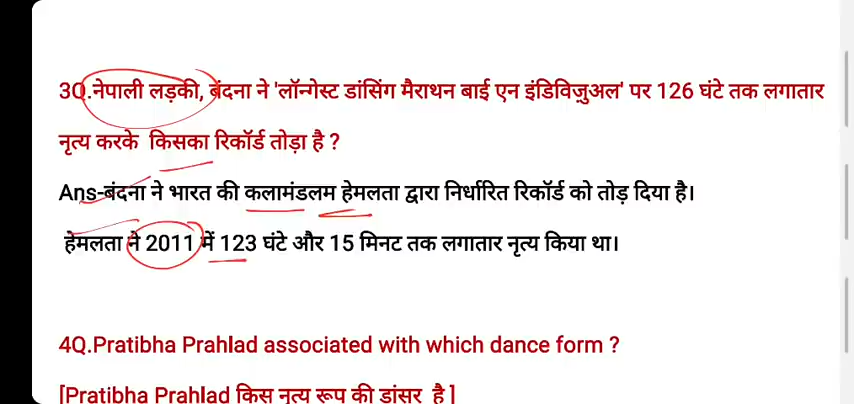 3Q.नेपाली लड़की, बंदना ने 'लॉन्गेस्ट डांसिंग मैराथन बाई एन इंडिविजुअल' पर 126 घंटे तक लगातार
नृत्य करके किसका रिकॉर्ड तोड़ा है ?
Ans-बंदना ने भारत की कलामंडलम हेमलता द्वारा निर्धारित रिकॉर्ड को तोड़ दिया है।
हेमलता ने 2011 में 123 घंटे और 15 मिनट तक लगातार नृत्य किया था।
4Q.Pratibha Prahlad associated with which dance form ?
[Pratibha Prahlad किस नृत्य रूप की डांसर है ]